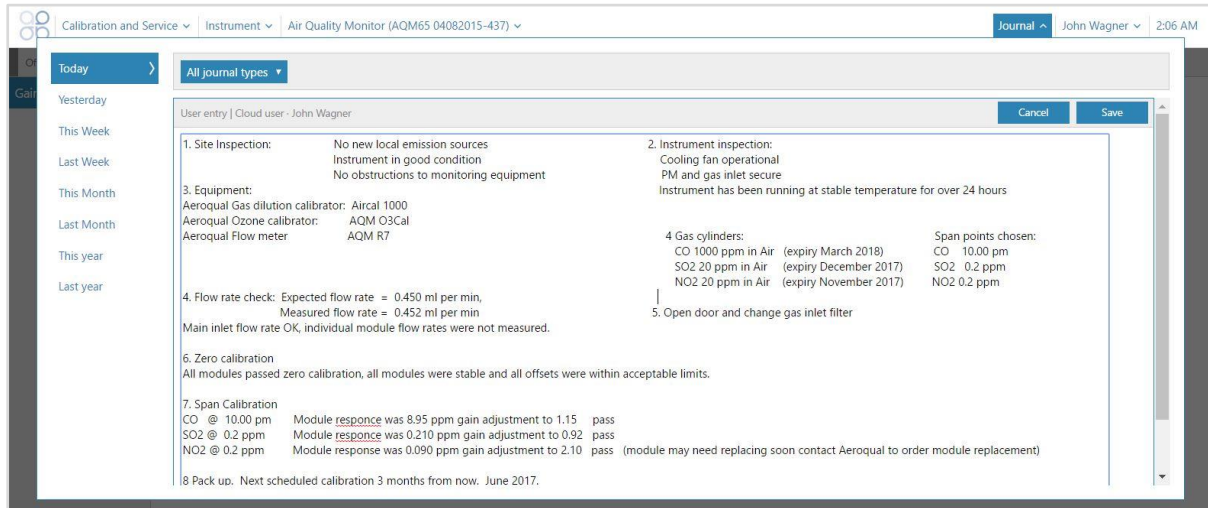 Calibration and Service Instrument Air Quality Monitor (AQM65 04082015-437) Journal John Wagner 2:06 AM
Today
Yesterday
This Week
Last Week
This Month
Last Month
This year
Last year
All journal types
User entry | Cloud user - John Wagner Cancel Save
1. Site Inspection: No new local emission sources 2. Instrument inspection:
Instrument in good condition Cooling fan operational
No obstructions to monitoring equipment PM and gas inlet secure
3. Equipment: Instrument has been running at stable temperature for over 24 hours
Aeroqual Gas dilution calibrator: Aircal 1000
Aeroqual Ozone calibrator: AQM O3Cal
Aeroqual Flow meter AQM R7 4 Gas cylinders: Span points chosen:
CO 1000 ppm in Air (expiry March 2018) CO 10.00 ppm
SO2 20 ppm in Air (expiry December 2017) SO2 0.2 ppm
NO2 20 ppm in Air (expiry November 2017) NO2 0.2 ppm
4. Flow rate check: Expected flow rate = 0.450 ml per min,
Measured flow rate = 0.452 ml per min 5. Open door and change gas inlet filter
Main inlet flow rate OK, individual module flow rates were not measured.
6. Zero calibration
All modules passed zero calibration, all modules were stable and all offsets were within acceptable limits.
7. Span Calibration
CO @ 10.00 pm Module responce was 8.95 ppm gain adjustment to 1.15 pass
SO2 @ 0.2 ppm Module responce was 0.210 ppm gain adjustment to 0.92 pass
NO2 @ 0.2 ppm Module response was 0.090 ppm gain adjustment to 2.10 pass (module may need replacing soon contact Aeroqual to order module replacement)
8 Pack up. Next scheduled calibration 3 months from now. June 2017.